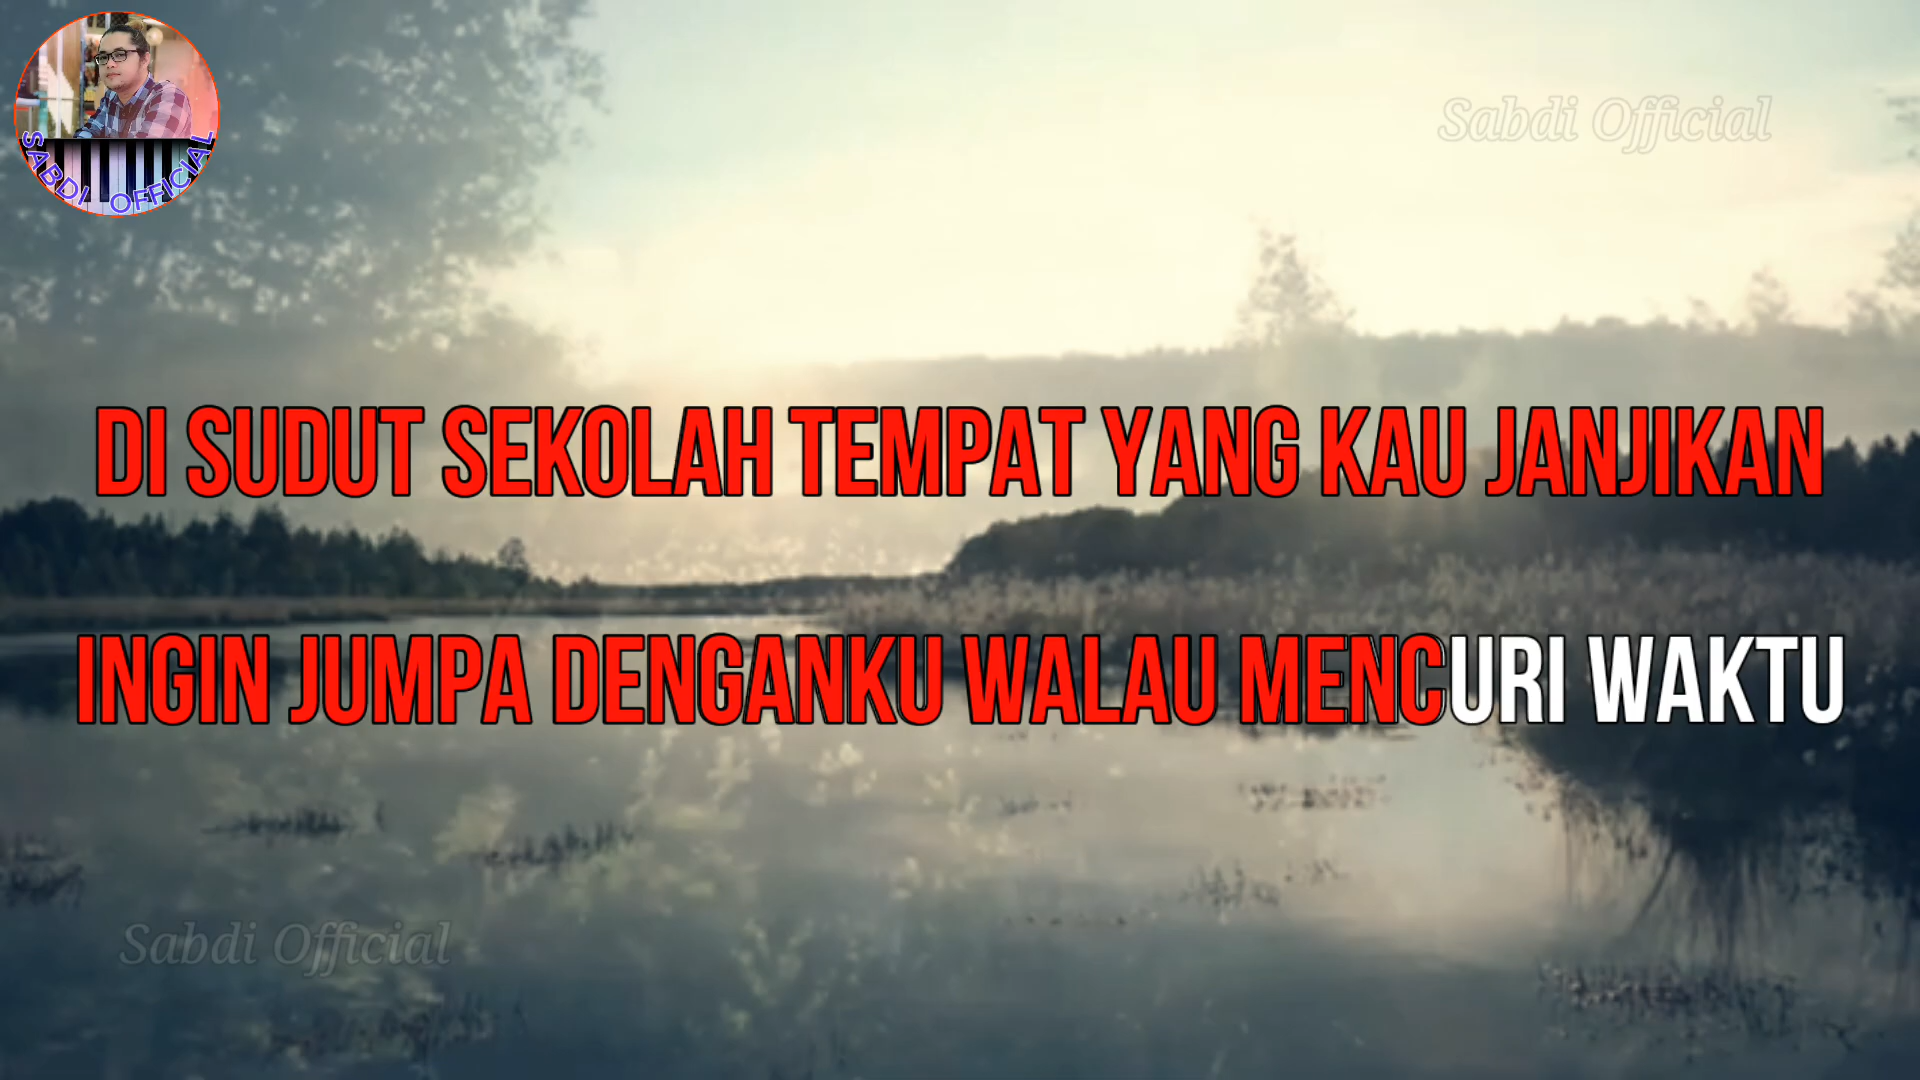 SABDI OFFICIAL
Sabdi Official
DI SUDUT SEKOLAH TEMPAT YANG KAU JANJIKAN
INGIN JUMPA DENGANKU WALAU MENCURI WAKTU
Sabdi Official